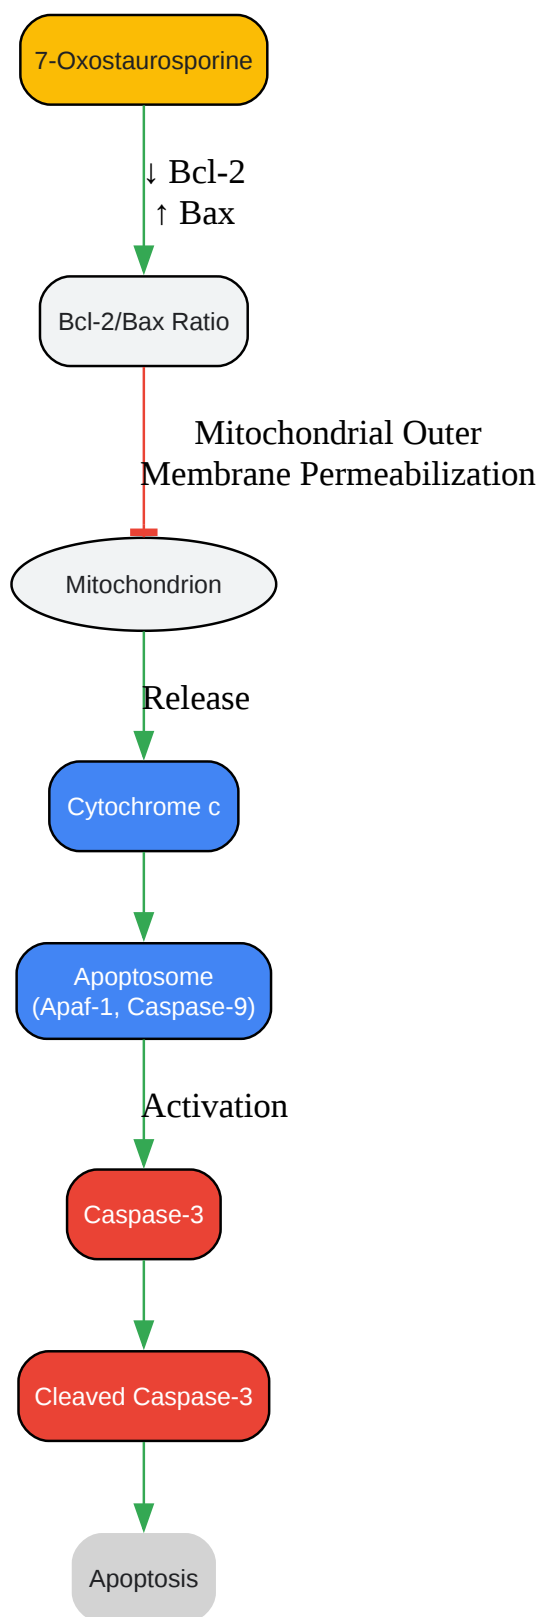 7-Oxostaurosporine
↓ Bcl-2
↑ Bax
Bcl-2/Bax Ratio
Mitochondrial Outer
Membrane Permeabilization
Mitochondrion
Release
Cytochrome c
Apoptosome
(Apaf-1, Caspase-9)
Activation
Caspase-3
Cleaved Caspase-3
Apoptosis